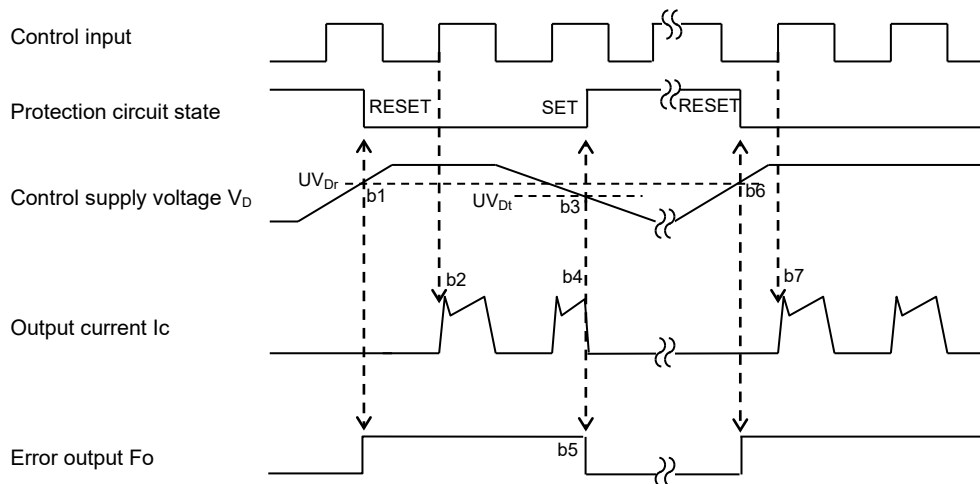 Control input
Protection circuit state
RESET
SET
RESET
Control supply voltage VD
UVDr
b1
UVDt
b3
b6
b2
b4
b7
Output current Ic
b5
Error output Fo